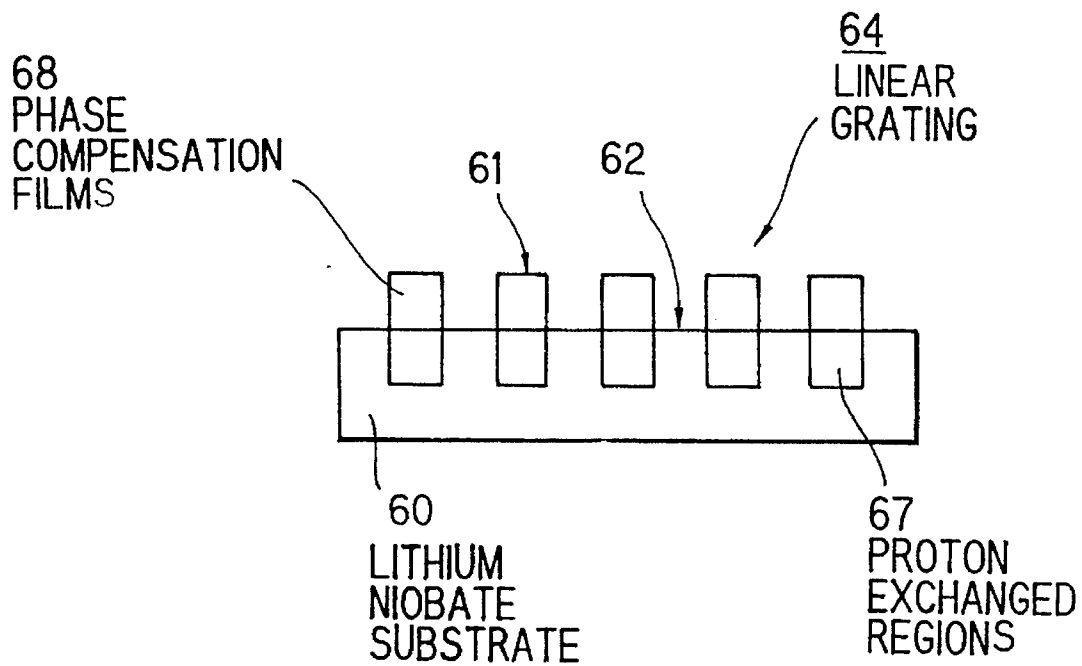 64
LINEAR
GRATING
68
PHASE
COMPENSATION
FILMS
61
62
60
LITHIUM
NIOBATE
SUBSTRATE
67
PROTON
EXCHANGED
REGIONS